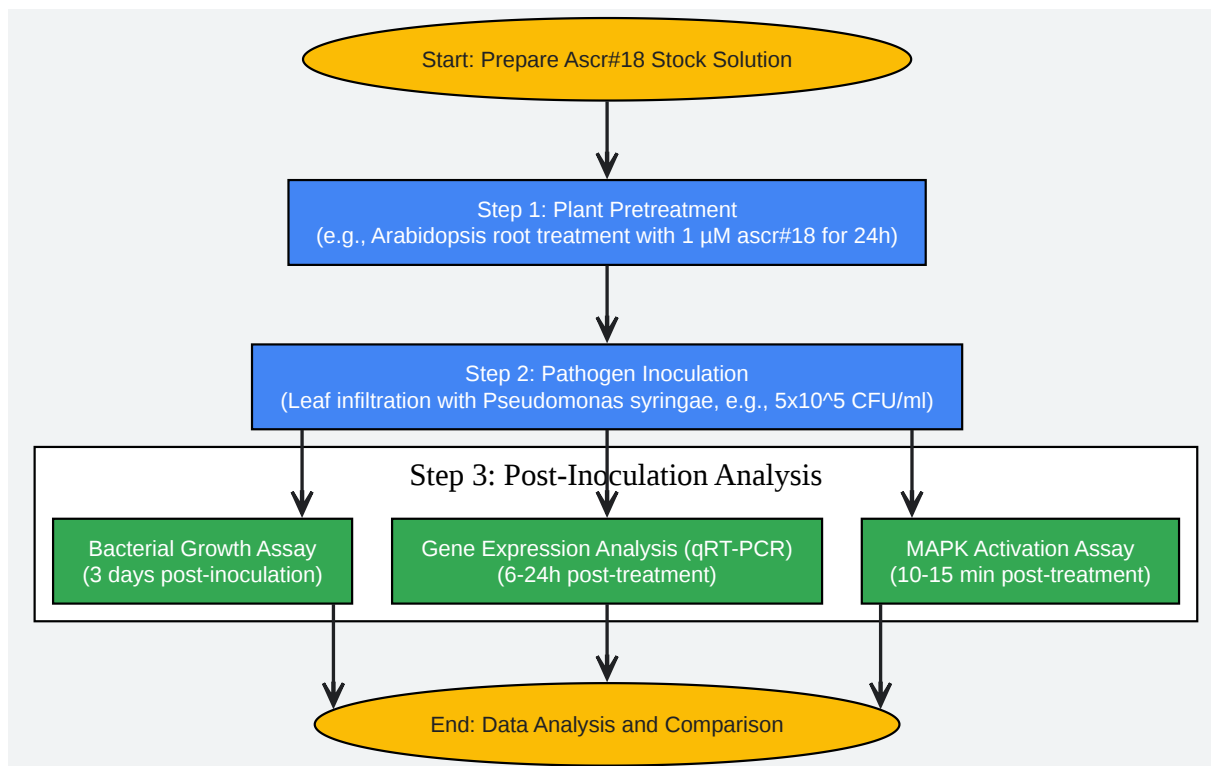 Start: Prepare Ascr#18 Stock Solution
Step 1: Plant Pretreatment
(e.g., Arabidopsis root treatment with 1 µM ascr#18 for 24h)
Step 2: Pathogen Inoculation
(Leaf infiltration with Pseudomonas syringae, e.g., 5x10^5 CFU/ml)
Step 3: Post-Inoculation Analysis
Bacterial Growth Assay
(3 days post-inoculation)
Gene Expression Analysis (qRT-PCR)
(6-24h post-treatment)
MAPK Activation Assay
(10-15 min post-treatment)
End: Data Analysis and Comparison